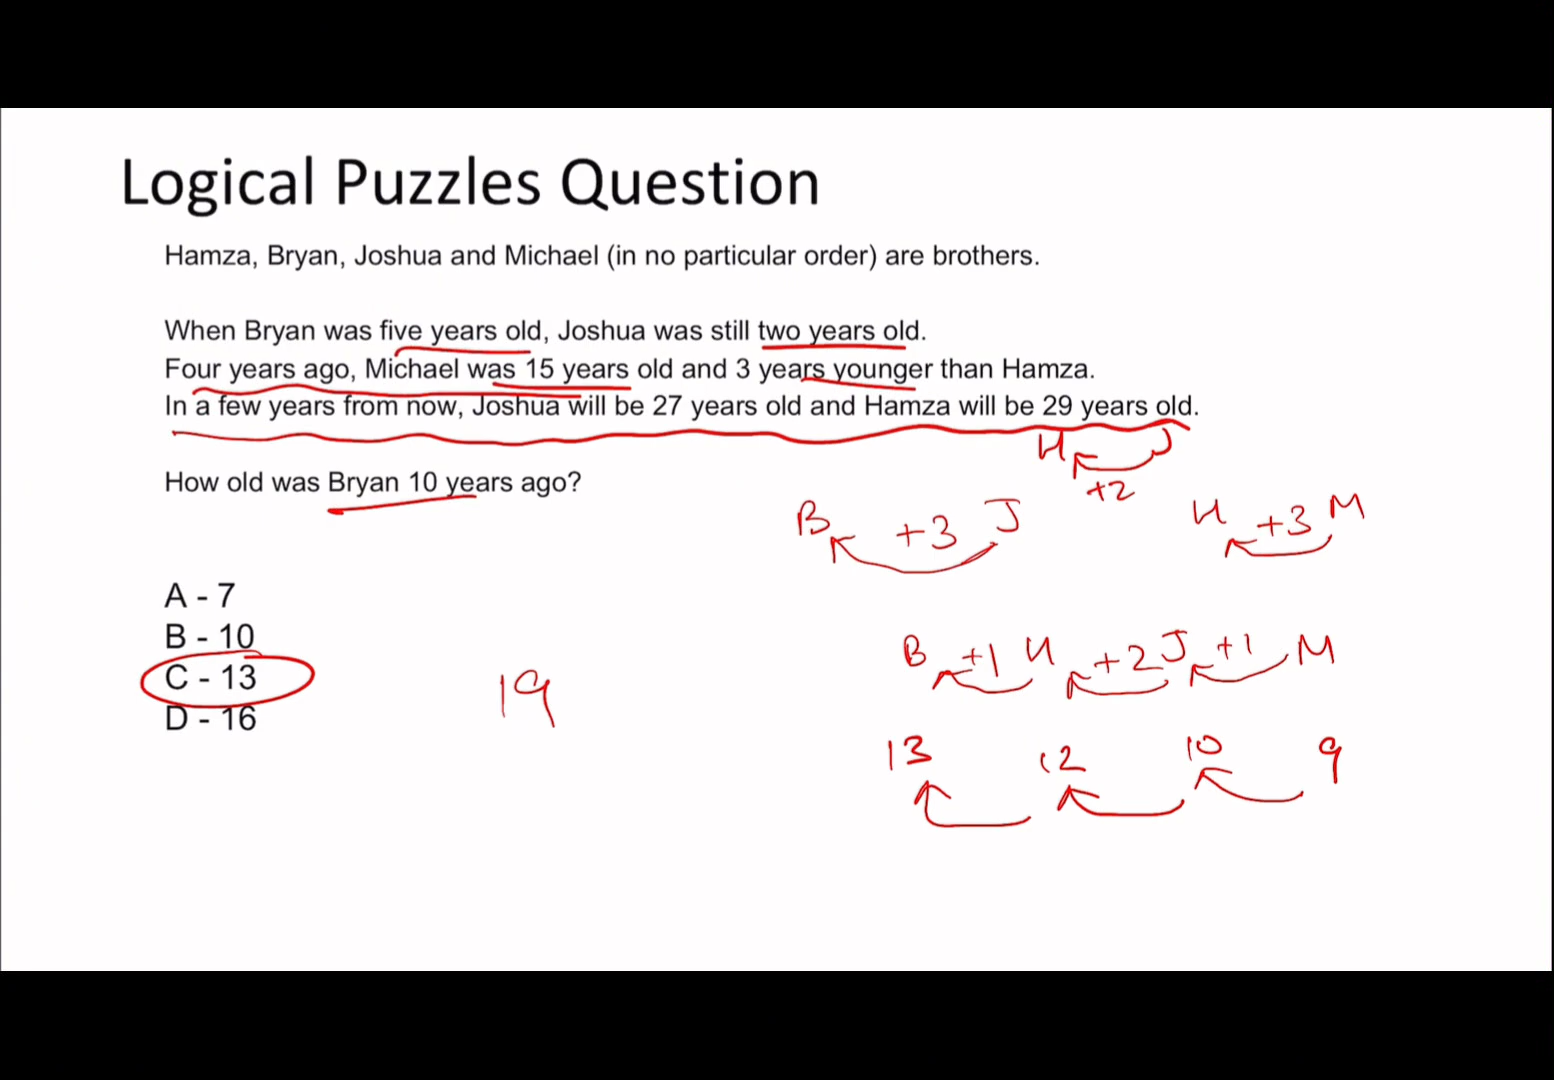 Logical Puzzles Question
Hamza, Bryan, Joshua and Michael (in no particular order) are brothers.
When Bryan was five years old, Joshua was still two years old.
Four years ago, Michael was 15 years old and 3 years younger than Hamza.
In a few years from now, Joshua will be 27 years old and Hamza will be 29 years old.
H J
+2
How old was Bryan 10 years ago?
B +3 J
H +3 M
A - 7
B - 10
C - 13
D - 16
19
B +1 H +2 J +1 M
13 12 10 9